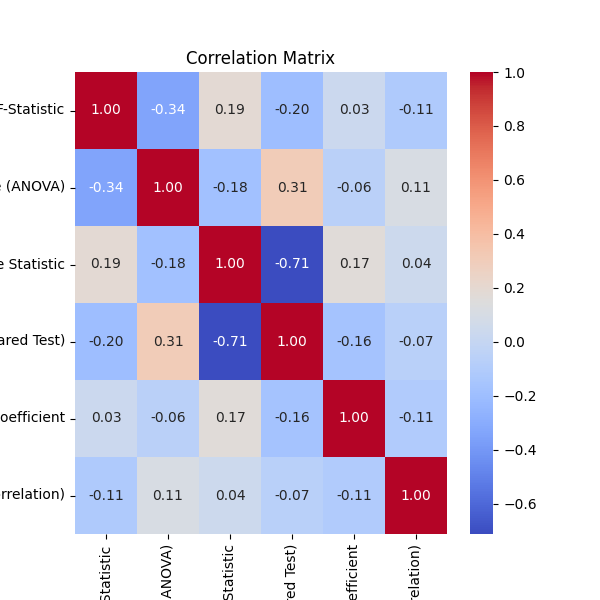 Correlation Matrix
F-Statistic 1.00 -0.34 0.19 -0.20 0.03 -0.11
(ANOVA) -0.34 1.00 -0.18 0.31 -0.06 0.11
Statistic 0.19 -0.18 1.00 -0.71 0.17 0.04
ared Test) -0.20 0.31 -0.71 1.00 -0.16 -0.07
oefficient 0.03 -0.06 0.17 -0.16 1.00 -0.11
rrelation) -0.11 0.11 0.04 -0.07 -0.11 1.00
Statistic
ANOVA)
Statistic
red Test)
efficient
relation)
1.0
0.8
0.6
0.4
0.2
0.0
−0.2
−0.4
−0.6